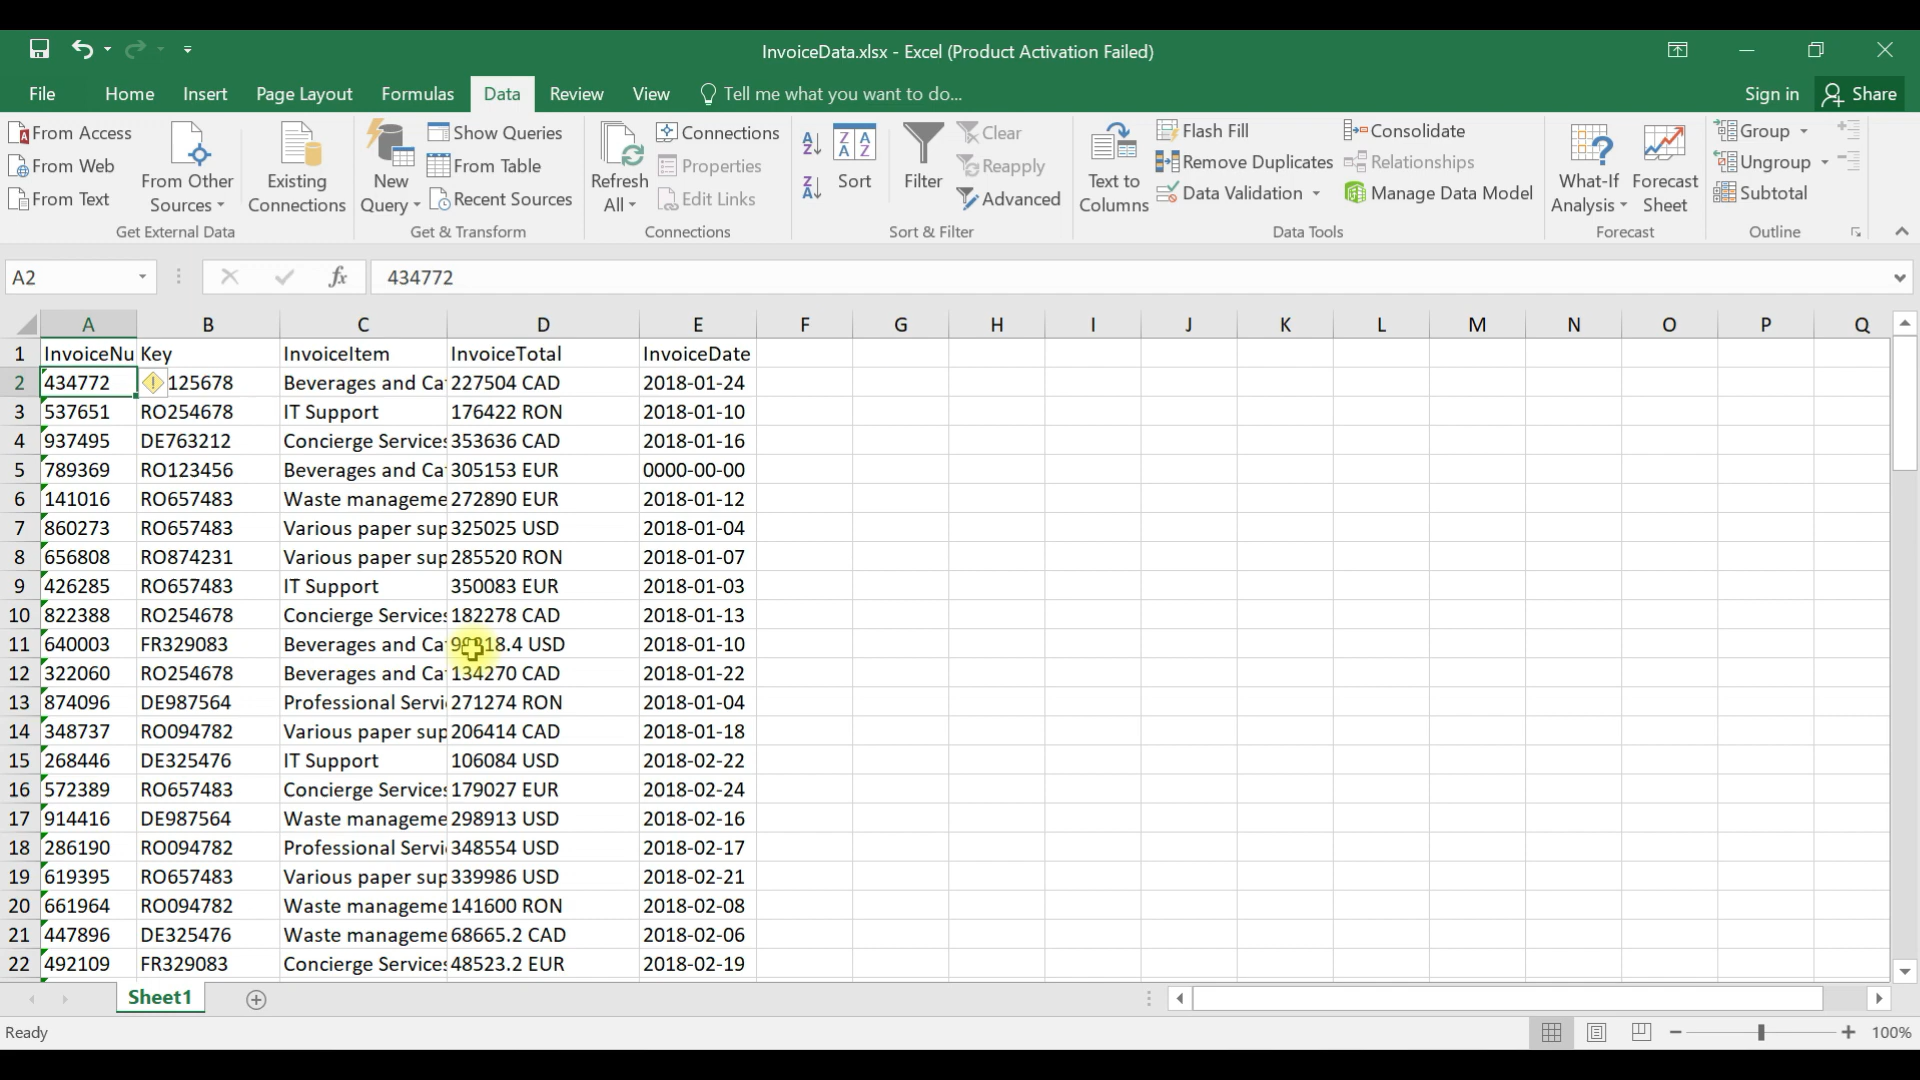 InvoiceData.xlsx - Excel (Product Activation Failed)
File Home Insert Page Layout Formulas Data Review View Tell me what you want to do... Sign in Share
From Access
From Web
From Text
From Other
Sources
Existing
Connections
Get External Data
New
Query
Show Queries
From Table
Recent Sources
Get & Transform
Refresh
All
Connections
Properties
Edit Links
Connections
Sort
Filter
Clear
Reapply
Advanced
Sort & Filter
Text to
Columns
Flash Fill
Remove Duplicates
Data Validation
Consolidate
Relationships
Manage Data Model
Data Tools
What-If
Analysis
Forecast
Sheet
Forecast
Group
Ungroup
Subtotal
Outline
A2 fx 434772
A B C D E F G H I J K L M N O P Q
1 InvoiceNu Key InvoiceItem InvoiceTotal InvoiceDate
2 434772 125678 Beverages and Ca 227504 CAD 2018-01-24
3 537651 RO254678 IT Support 176422 RON 2018-01-10
4 937495 DE763212 Concierge Services 353636 CAD 2018-01-16
5 789369 RO123456 Beverages and Ca 305153 EUR 0000-00-00
6 141016 RO657483 Waste manageme 272890 EUR 2018-01-12
7 860273 RO657483 Various paper sup 325025 USD 2018-01-04
8 656808 RO874231 Various paper sup 285520 RON 2018-01-07
9 426285 RO657483 IT Support 350083 EUR 2018-01-03
10 822388 RO254678 Concierge Services 182278 CAD 2018-01-13
11 640003 FR329083 Beverages and Ca USD 2018-01-10
12 322060 RO254678 Beverages and Ca 134270 CAD 2018-01-22
13 874096 DE987564 Professional Servi 271274 RON 2018-01-04
14 348737 RO094782 Various paper sup 206414 CAD 2018-01-18
15 268446 DE325476 IT Support 106084 USD 2018-02-22
16 572389 RO657483 Concierge Services 179027 EUR 2018-02-24
17 914416 DE987564 Waste manageme 298913 USD 2018-02-16
18 286190 RO094782 Professional Servi 348554 USD 2018-02-17
19 619395 RO657483 Various paper sup 339986 USD 2018-02-21
20 661964 RO094782 Waste manageme 141600 RON 2018-02-08
21 447896 DE325476 Waste manageme 68665.2 CAD 2018-02-06
22 492109 FR329083 Concierge Services 48523.2 EUR 2018-02-19
Sheet1
Ready 100%